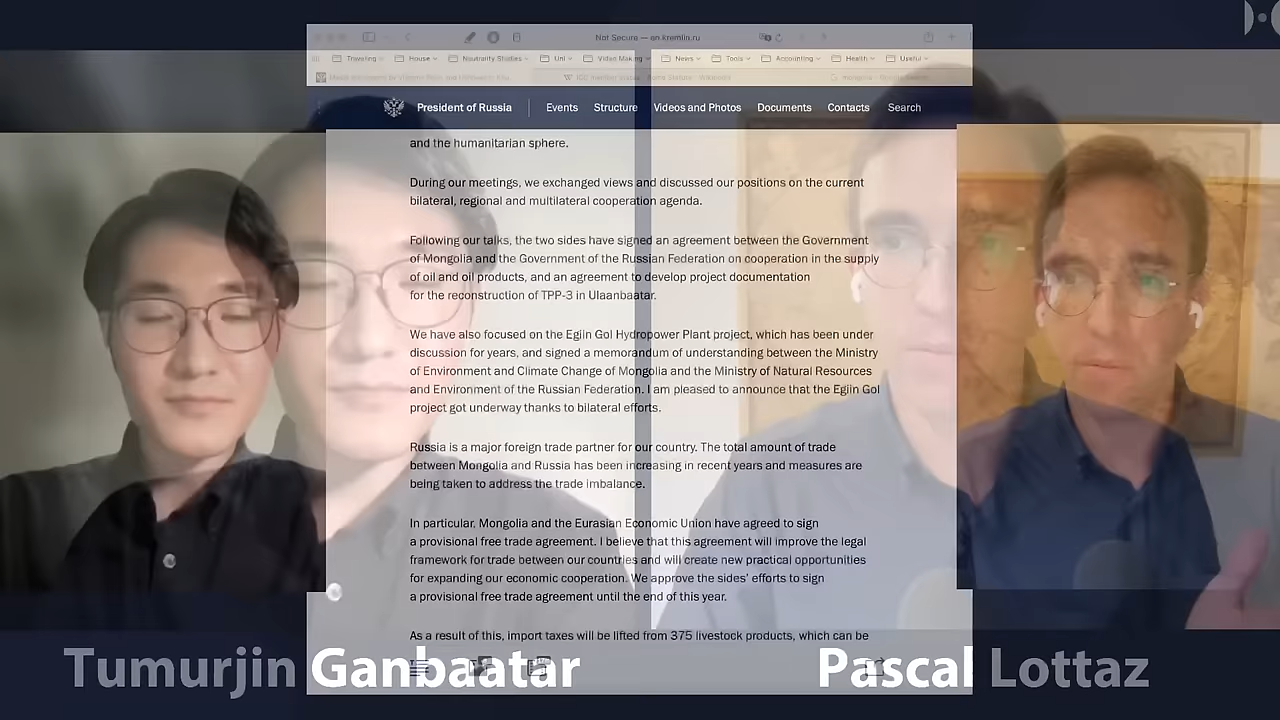 Not Secure — en.kremlin.ru
Traveling House Neutrality Studies Uni Video Making News Tools Accounting Health Useful
President of Russia Events Structure Videos and Photos Documents Contacts Search
and the humanitarian sphere.
During our meetings, we exchanged views and discussed our positions on the current
bilateral, regional and multilateral cooperation agenda.
Following our talks, the two sides have signed an agreement between the Government
of Mongolia and the Government of the Russian Federation on cooperation in the supply
of oil and oil products, and an agreement to develop project documentation
for the reconstruction of TPP-3 in Ulaanbaatar.
We have also focused on the Egiin Gol Hydropower Plant project, which has been under
discussion for years, and signed a memorandum of understanding between the Ministry
of Environment and Climate Change of Mongolia and the Ministry of Natural Resources
and Environment of the Russian Federation. I am pleased to announce that the Egiin Gol
project got underway thanks to bilateral efforts.
Russia is a major foreign trade partner for our country. The total amount of trade
between Mongolia and Russia has been increasing in recent years and measures are
being taken to address the trade imbalance.
In particular, Mongolia and the Eurasian Economic Union have agreed to sign
a provisional free trade agreement. I believe that this agreement will improve the legal
framework for trade between our countries and will create new practical opportunities
for expanding our economic cooperation. We approve the sides' efforts to sign
a provisional free trade agreement until the end of this year.
As a result of this, import taxes will be lifted from 375 livestock products, which can be
Tumurjin Ganbaatar
Pascal Lottaz